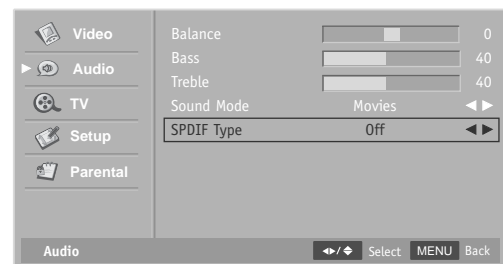 Video
Audio
TV
Setup
Parental
Balance 0
Bass 40
Treble 40
Sound Mode Movies
SPDIF Type Off
Audio
Select MENU Back